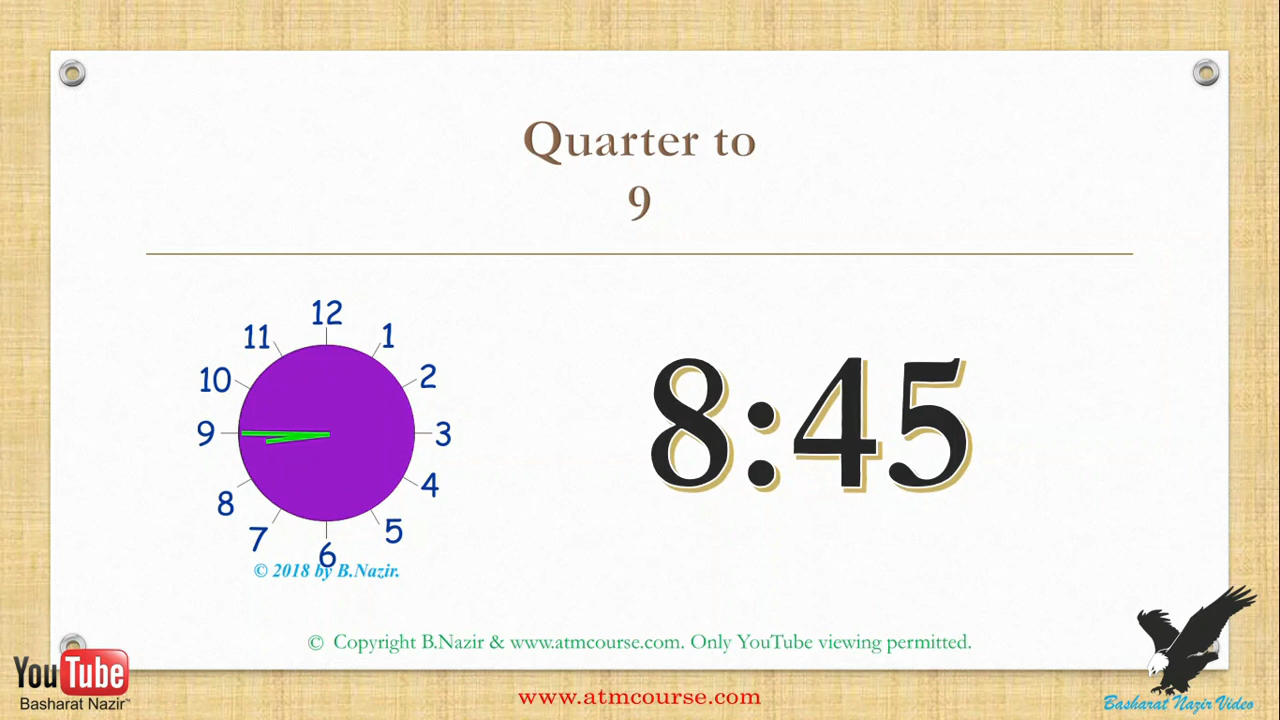 Quarter to
9
12
11
1
10
2
9
3
8
4
7
5
6
8:45
© 2018 by B.Nazir.
© Copyright B.Nazir & www.atmcourse.com. Only YouTube viewing permitted.
YouTube
Basharat Nazir™
www.atmcourse.com
Basharat Nazir Video